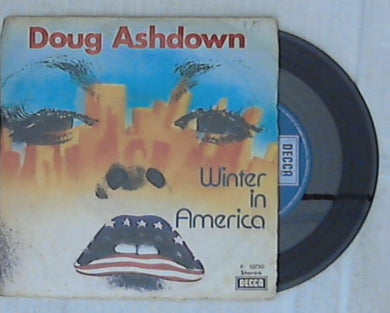 Doug Ashdown
Winter
in
America
Stereo
DECCA
DECCA